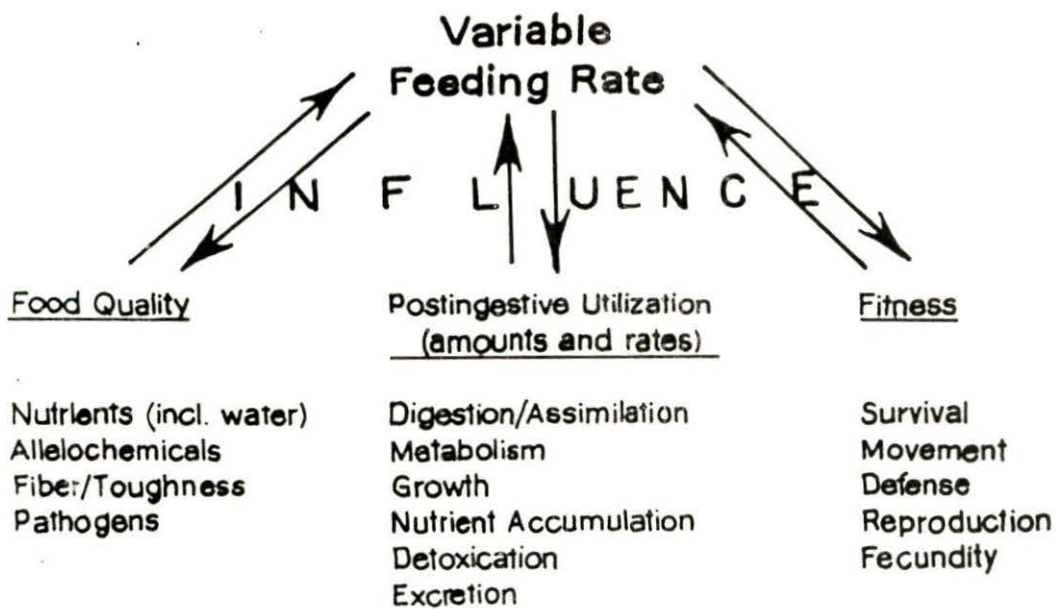 Variable
Feeding Rate
INFLUENCE
Food Quality
Nutrients (incl. water)
Allelochemicals
Fiber/Toughness
Pathogens
Postingestive Utilization
(amounts and rates)
Digestion/Assimilation
Metabolism
Growth
Nutrient Accumulation
Detoxication
Excretion
Fitness
Survival
Movement
Defense
Reproduction
Fecundity